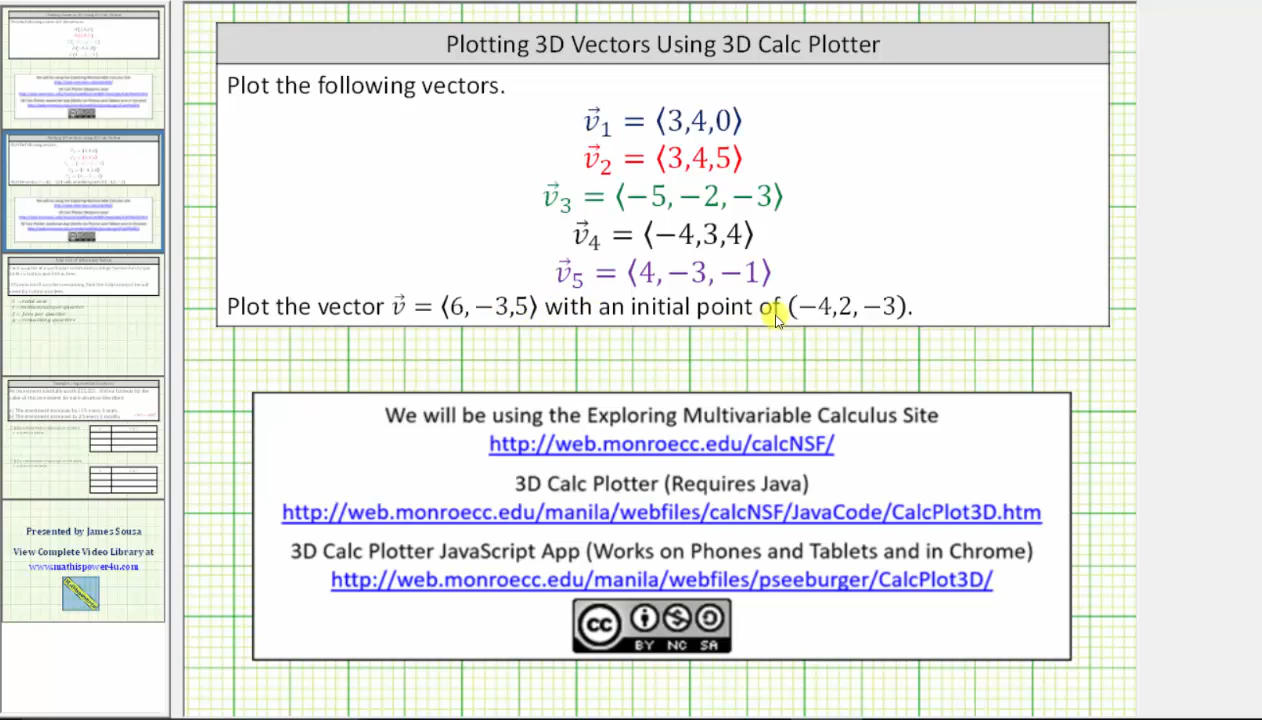 Plotting 3D Vectors Using 3D Calc Plotter
Plot the following vectors.
v⃗₁ = ⟨3,4,0⟩
v⃗₂ = ⟨3,4,5⟩
v⃗₃ = ⟨−5, −2, −3⟩
v⃗₄ = ⟨−4,3,4⟩
v⃗₅ = ⟨4, −3, −1⟩
Plot the vector v⃗ = ⟨6, −3,5⟩ with an initial point of (−4,2, −3).
We will be using the Exploring Multivariable Calculus Site
http://web.monroecc.edu/calcNSF/
3D Calc Plotter (Requires Java)
http://web.monroecc.edu/manila/webfiles/calcNSF/JavaCode/CalcPlot3D.htm
3D Calc Plotter JavaScript App (Works on Phones and Tablets and in Chrome)
http://web.monroecc.edu/manila/webfiles/pseeburger/CalcPlot3D/
cc
BY NC SA
Presented by James Sousa
View Complete Video Library at
www.mathispower4u.com